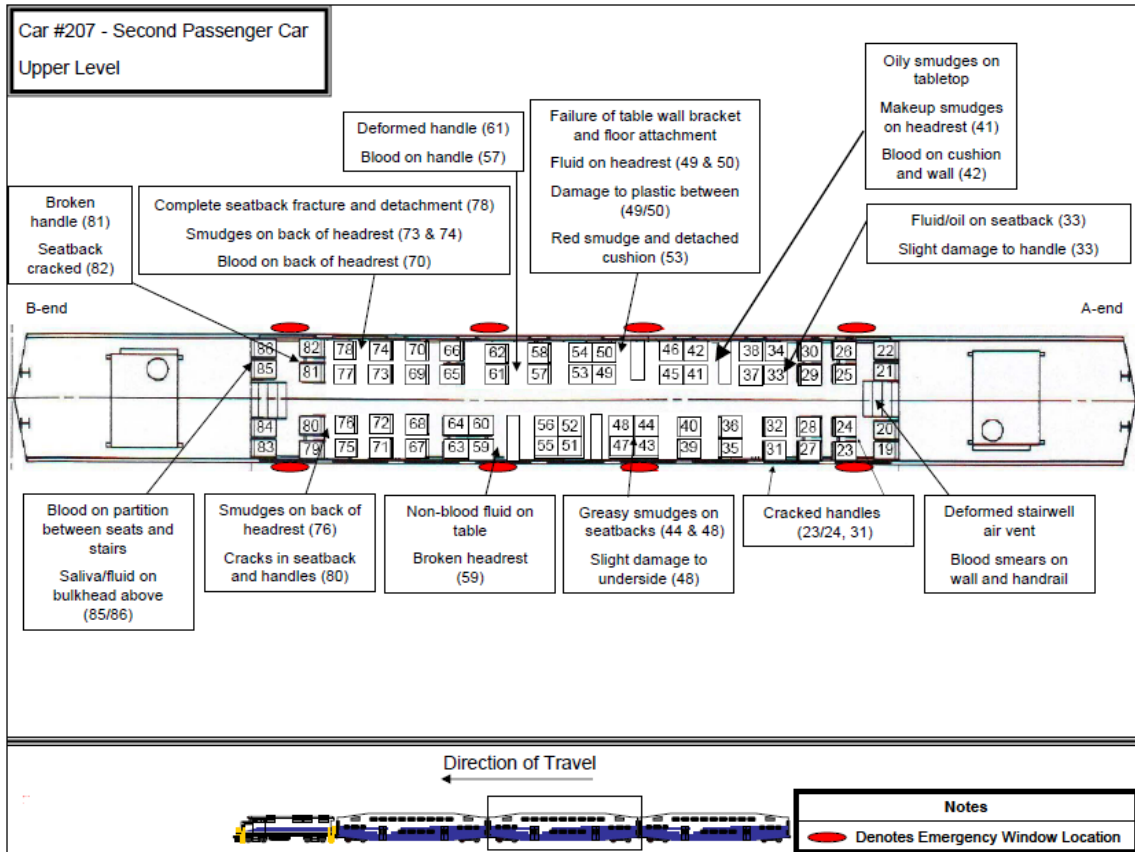 Car #207 - Second Passenger Car
Upper Level
Oily smudges on
tabletop
Makeup smudges
on headrest (41)
Blood on cushion
and wall (42)
Failure of table wall bracket
and floor attachment
Fluid on headrest (49 & 50)
Damage to plastic between
(49/50)
Red smudge and detached
cushion (53)
Deformed handle (61)
Blood on handle (57)
Broken
handle (81)
Seatback
cracked (82)
Complete seatback fracture and detachment (78)
Smudges on back of headrest (73 & 74)
Blood on back of headrest (70)
Fluid/oil on seatback (33)
Slight damage to handle (33)
B-end
A-end
86 82 78 74 70 66 62 58 54 50 46 42 38 34 30 26 22
85 81 77 73 69 65 61 57 53 49 45 41 37 33 29 25 21
84 80 76 72 68 64 60 56 52 48 44 40 36 32 28 24 20
83 79 75 71 67 63 59 55 51 47 43 39 35 31 27 23 19
Blood on partition
between seats and
stairs
Saliva/fluid on
bulkhead above
(85/86)
Smudges on back of
headrest (76)
Cracks in seatback
and handles (80)
Non-blood fluid on
table
Broken headrest
(59)
Greasy smudges on
seatbacks (44 & 48)
Slight damage to
underside (48)
Cracked handles
(23/24, 31)
Deformed stairwell
air vent
Blood smears on
wall and handrail
Direction of Travel
Notes
Denotes Emergency Window Location